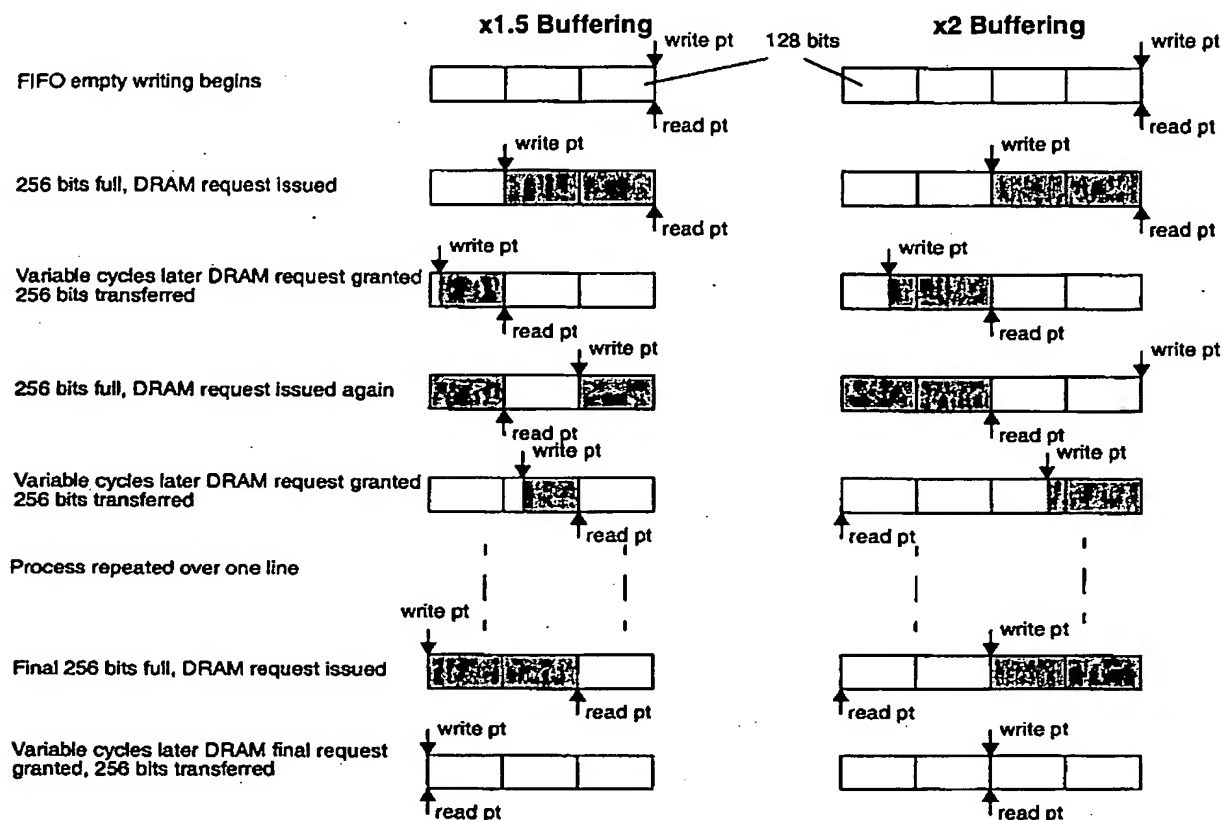 x1.5 Buffering
x2 Buffering
write pt
128 bits
write pt
FIFO empty writing begins
read pt
read pt
write pt
write pt
256 bits full, DRAM request issued
read pt
read pt
write pt
write pt
Variable cycles later DRAM request granted
256 bits transferred
read pt
read pt
write pt
write pt
256 bits full, DRAM request issued again
read pt
read pt
write pt
write pt
Variable cycles later DRAM request granted
256 bits transferred
read pt
read pt
Process repeated over one line
write pt
write pt
Final 256 bits full, DRAM request issued
read pt
read pt
write pt
write pt
Variable cycles later DRAM final request
granted, 256 bits transferred
read pt
read pt